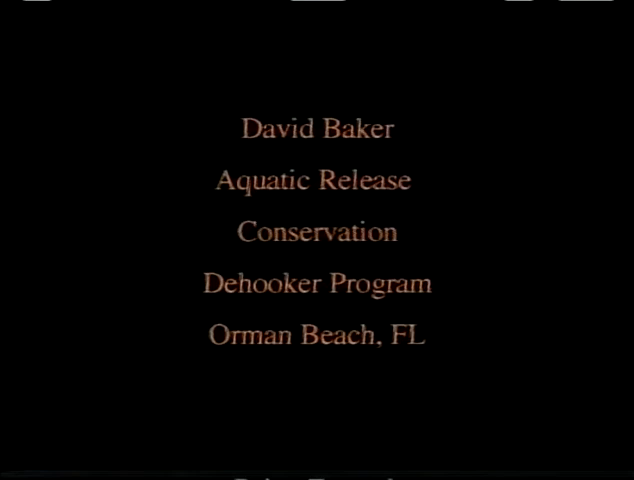 David Baker
Aquatic Release
Conservation
Dehooker Program
Orman Beach, FL